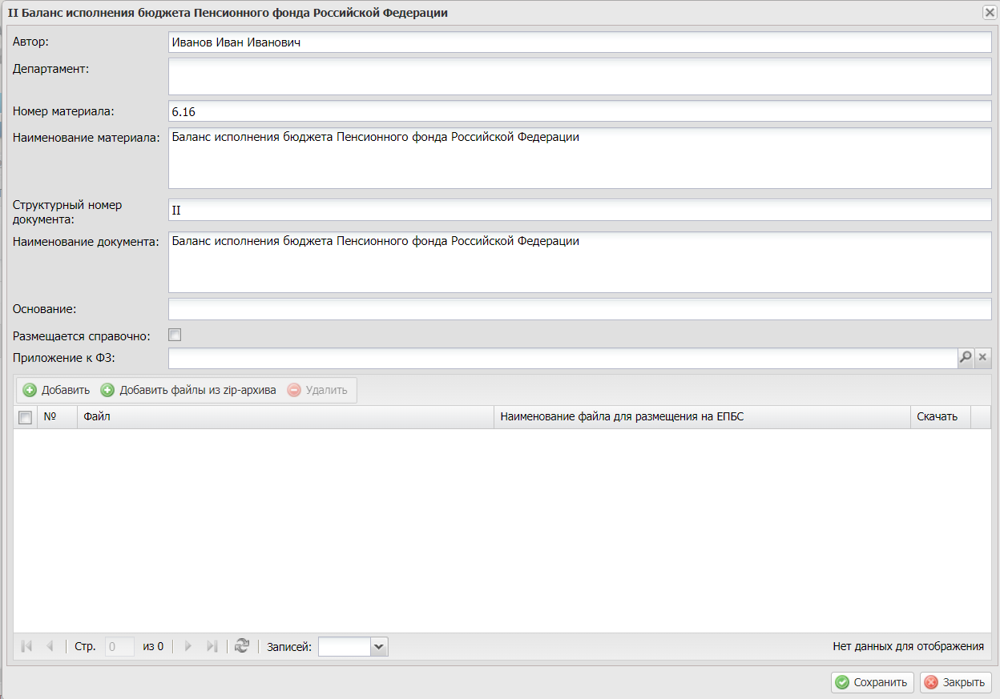 II Баланс исполнения бюджета Пенсионного фонда Российской Федерации
Автор: Иванов Иван Иванович
Департамент:
Номер материала: 6.16
Наименование материала: Баланс исполнения бюджета Пенсионного фонда Российской Федерации
Структурный номер
документа: II
Наименование документа: Баланс исполнения бюджета Пенсионного фонда Российской Федерации
Основание:
Размещается справочно:
Приложение к ФЗ:
Добавить Добавить файлы из zip-архива Удалить
№ Файл Наименование файла для размещения на ЕПБС Скачать
Стр. 0 из 0 Записей: Нет данных для отображения
Сохранить Закрыть